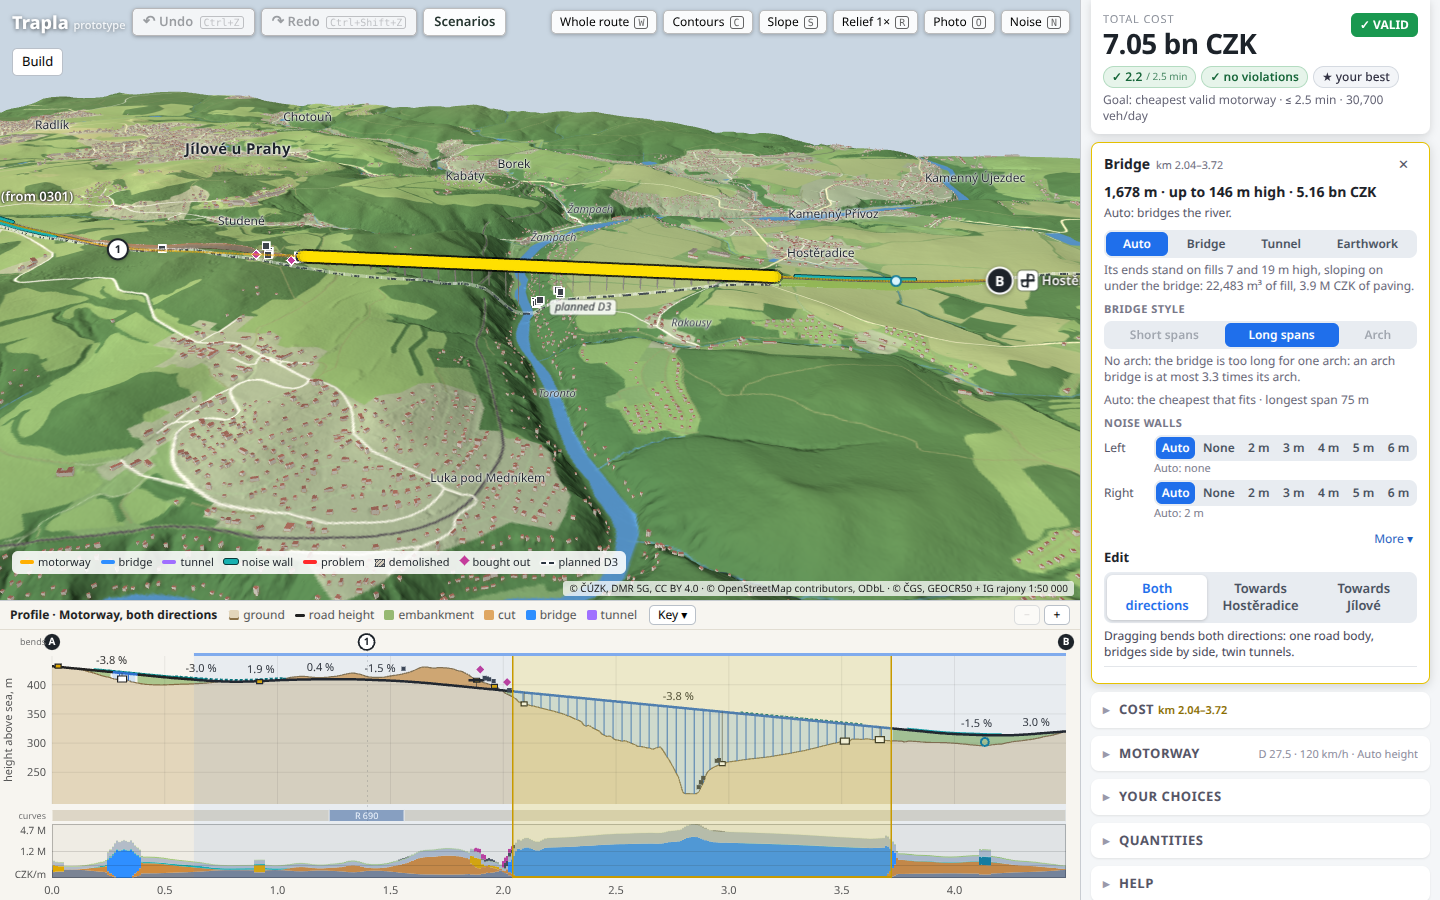 Trapla prototype
↶ Undo Ctrl+Z
↷ Redo Ctrl+Shift+Z
Scenarios
Whole route W
Contours C
Slope S
Relief 1× R
Photo O
Noise N
Build
Radlík
Chotouň
Jílové u Prahy
Borek
Kabáty
Kamenný Újezdec
(from 0301)
Studené
Žampach
Kamenný Přívoz
Žampach
1
Hostěradice
B
Hostě
planned D3
Rakousy
Toronto
Luka pod Medníkem
motorway
bridge
tunnel
noise wall
problem
demolished
bought out
planned D3
© ČÚZK, DMR 5G, CC BY 4.0 · © OpenStreetMap contributors, ODbL · © ČGS, GEOCR50 + IG rajony 1:50 000
Profile · Motorway, both directions
ground
road height
embankment
cut
bridge
tunnel
Key ▾
−
+
bends
A
1
B
-3.8 %
-3.0 %
1.9 %
0.4 %
-1.5 %
-3.8 %
-1.5 %
3.0 %
height above sea, m
400
350
300
250
curves
R 690
4.7 M
1.2 M
CZK/m
0.0
0.5
1.0
1.5
2.0
2.5
3.0
3.5
4.0
TOTAL COST
7.05 bn CZK
✓ VALID
✓ 2.2 / 2.5 min
✓ no violations
★ your best
Goal: cheapest valid motorway · ≤ 2.5 min · 30,700
veh/day
Bridge km 2.04–3.72
✕
1,678 m · up to 146 m high · 5.16 bn CZK
Auto: bridges the river.
Auto
Bridge
Tunnel
Earthwork
Its ends stand on fills 7 and 19 m high, sloping on
under the bridge: 22,483 m³ of fill, 3.9 M CZK of paving.
BRIDGE STYLE
Short spans
Long spans
Arch
No arch: the bridge is too long for one arch: an arch
bridge is at most 3.3 times its arch.
Auto: the cheapest that fits · longest span 75 m
NOISE WALLS
Left Auto None 2 m 3 m 4 m 5 m 6 m
Auto: none
Right Auto None 2 m 3 m 4 m 5 m 6 m
Auto: 2 m
More ▾
Edit
Both
directions
Towards
Hostěradice
Towards
Jílové
Dragging bends both directions: one road body,
bridges side by side, twin tunnels.
▶ COST km 2.04–3.72
▶ MOTORWAY D 27.5 · 120 km/h · Auto height
▶ YOUR CHOICES
▶ QUANTITIES
▶ HELP